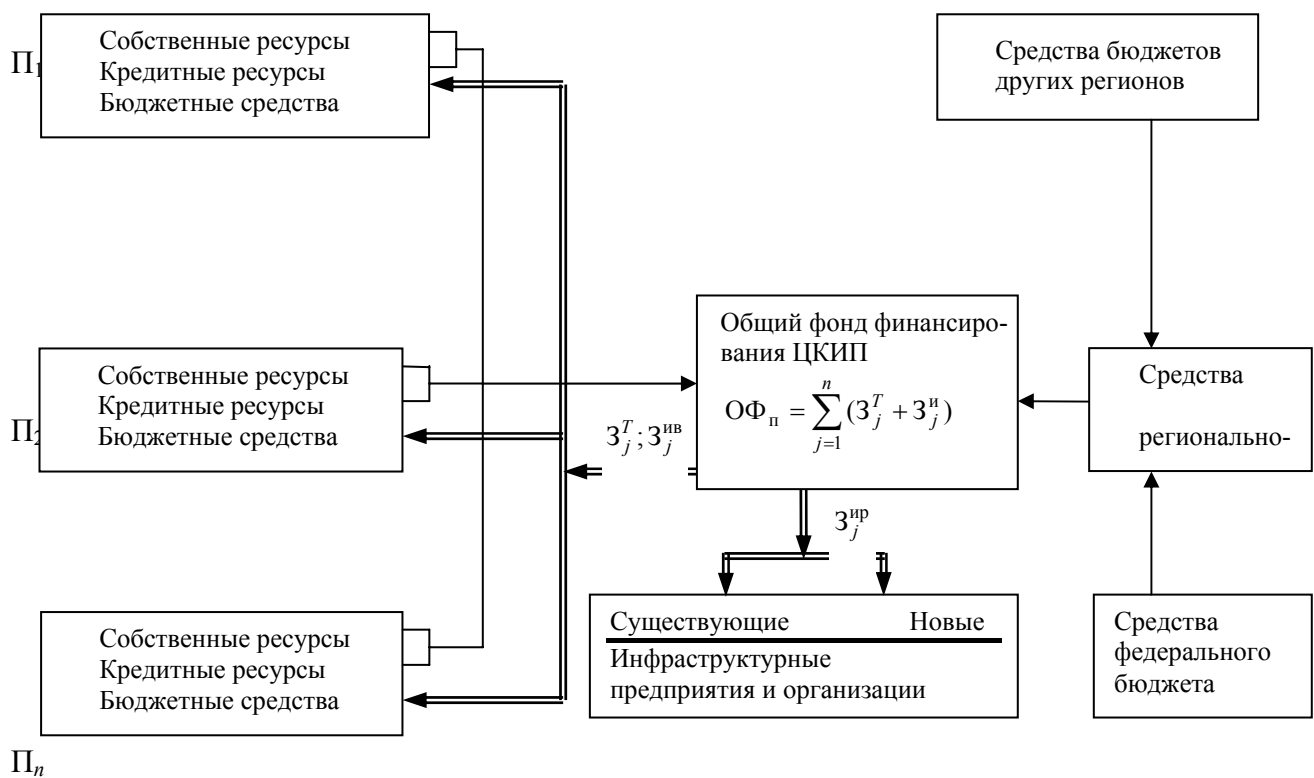 П₁
Собственные ресурсы
Кредитные ресурсы
Бюджетные средства
Средства бюджетов
других регионов
П₂
Собственные ресурсы
Кредитные ресурсы
Бюджетные средства
Общий фонд финансиро-
вания ЦКИП
ОФ_п = ∑_{j=1}^{n} (З_j^T + З_j^и)
Средства
регионально-
З_j^T; З_j^ив
З_j^ир
Собственные ресурсы
Кредитные ресурсы
Бюджетные средства
Существующие Новые
Инфраструктурные
предприятия и организации
Средства
федерального
бюджета
Пₙ